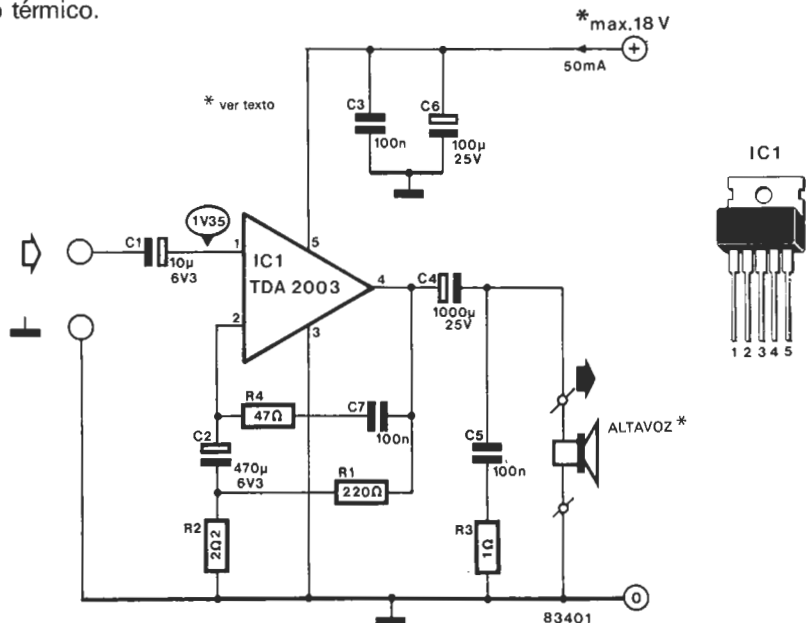 térmico.
* max.18 V
+
50mA
* ver texto
C3
100n
C6
100µ
25V
IC1
1V35
C1
10µ
6V3
1
5
IC1
TDA 2003
4
C4
1000µ
25V
2
3
1 2 3 4 5
R4
47Ω
C7
100n
ALTAVOZ *
C2
470µ
6V3
R1
220Ω
C5
100n
R2
2Ω2
R3
1Ω
0
83401